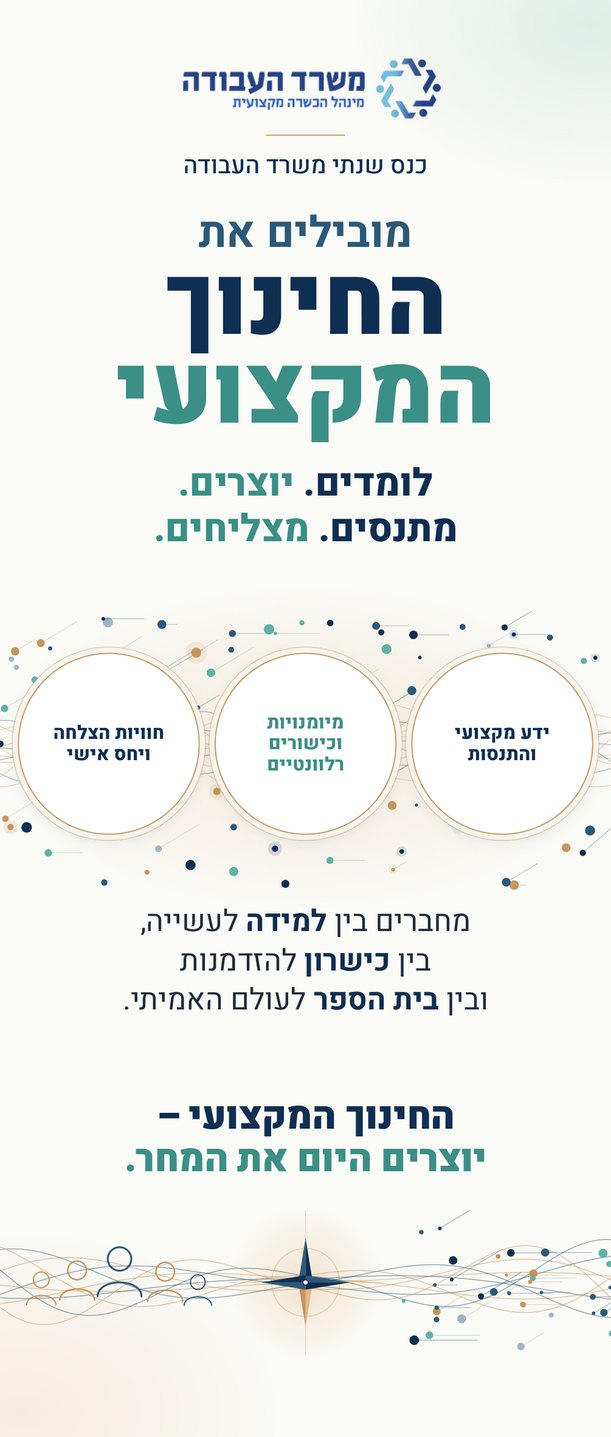 משרד העבודה
מינהל הכשרה מקצועית
כנס שנתי משרד העבודה
מובילים את
החינוך
המקצועי
לומדים. יוצרים.
מתנסים. מצליחים.
ידע מקצועי
והתנסות
מיומנויות
וכישורים
רלוונטיים
חוויות הצלחה
ויחס אישי
מחברים בין למידה לעשייה,
בין כישרון להזדמנות
ובין בית הספר לעולם האמיתי.
החינוך המקצועי –
יוצרים היום את המחר.